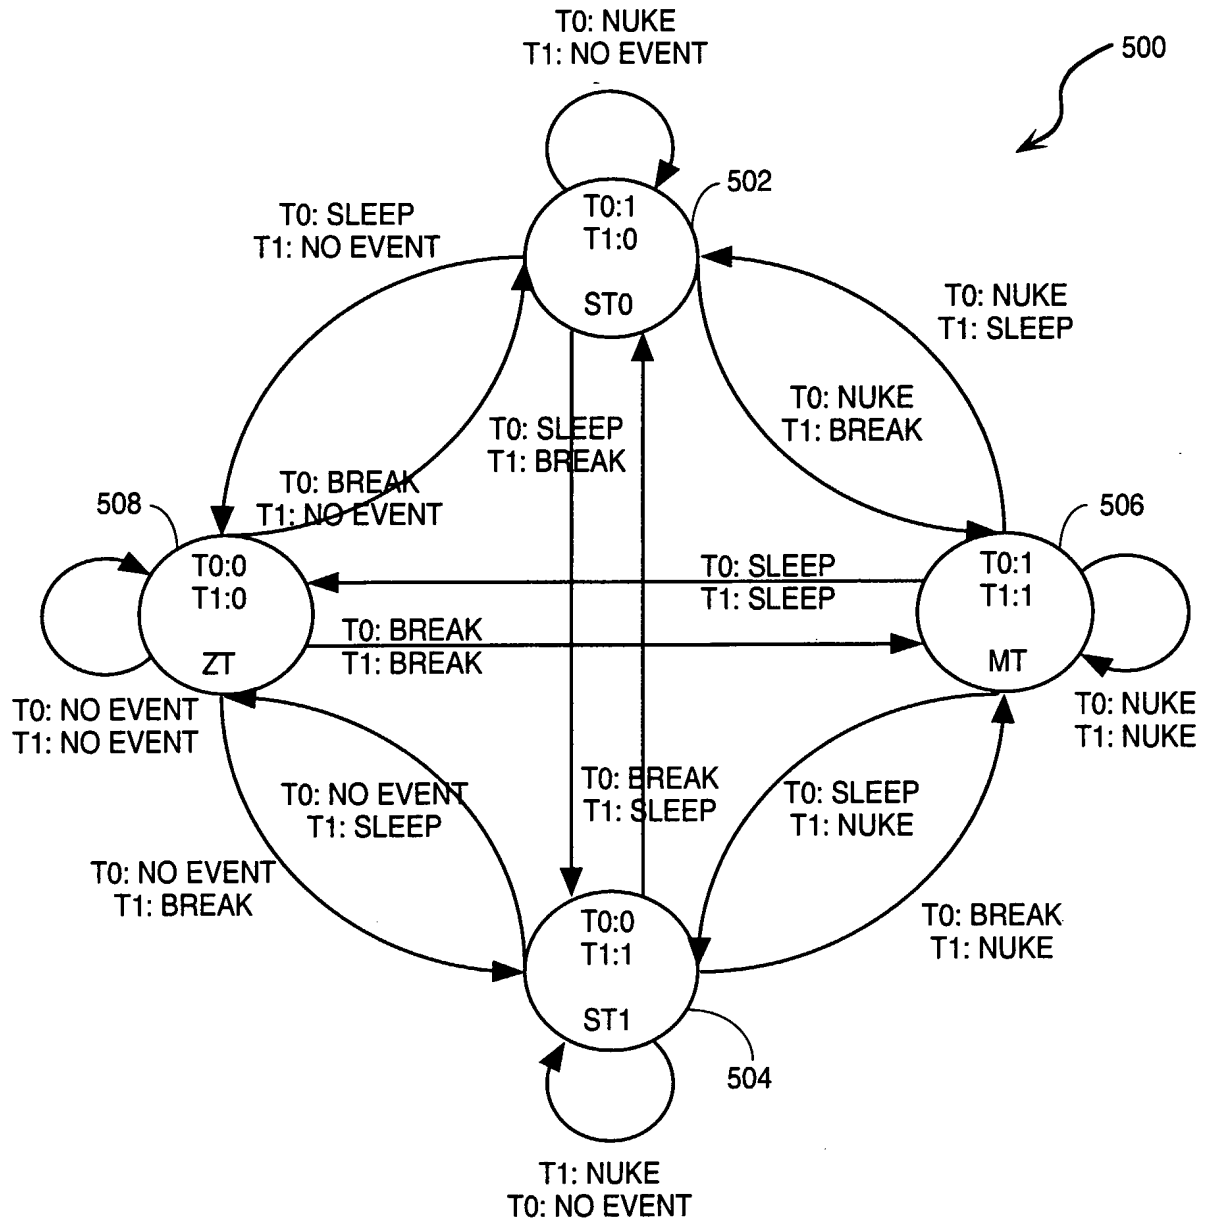 T0: NUKE
T1: NO EVENT
500
502
T0:1
T1:0
ST0
T0: SLEEP
T1: NO EVENT
T0: NUKE
T1: SLEEP
T0: NUKE
T1: BREAK
T0: SLEEP
T1: BREAK
T0: BREAK
T1: NO EVENT
508
506
T0:0
T1:0
ZT
T0: SLEEP
T1: SLEEP
T0:1
T1:1
MT
T0: BREAK
T1: BREAK
T0: NO EVENT
T1: NO EVENT
T0: NUKE
T1: NUKE
T0: NO EVENT
T1: SLEEP
T0: BREAK
T1: SLEEP
T0: SLEEP
T1: NUKE
T0: NO EVENT
T1: BREAK
T0: BREAK
T1: NUKE
T0:0
T1:1
ST1
504
T1: NUKE
T0: NO EVENT